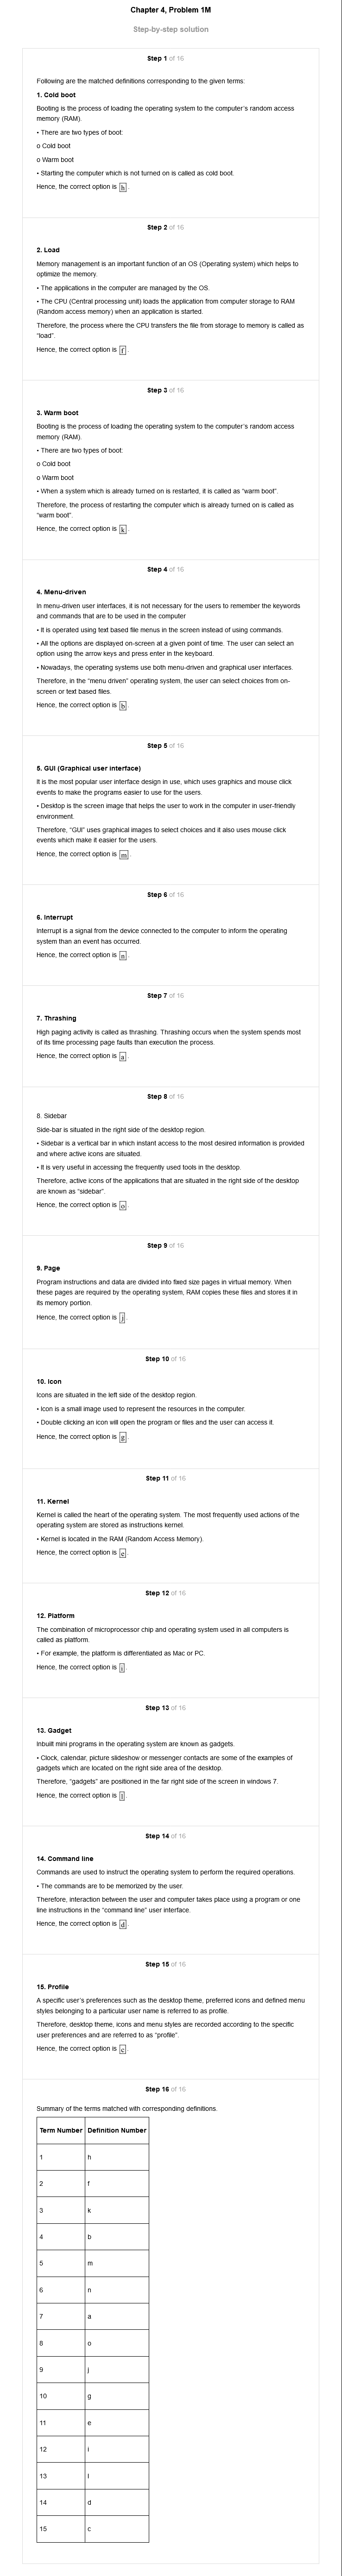 Chapter 4, Problem 1M
Step-by-step solution
Step 1 of 16
Following are the matched definitions corresponding to the given terms:
1. Cold boot
Booting is the process of loading the operating system to the computer's random access
memory (RAM).
• There are two types of boot:
o Cold boot
o Warm boot
• Starting the computer which is not turned on is called as cold boot.
Hence, the correct option is h.
Step 2 of 16
2. Load
Memory management is an important function of an OS (Operating system) which helps to
optimize the memory.
• The applications in the computer are managed by the OS.
• The CPU (Central processing unit) loads the application from computer storage to RAM
(Random access memory) when an application is started.
Therefore, the process where the CPU transfers the file from storage to memory is called as
"load".
Hence, the correct option is f.
Step 3 of 16
3. Warm boot
Booting is the process of loading the operating system to the computer's random access
memory (RAM).
• There are two types of boot:
o Cold boot
o Warm boot
• When a system which is already turned on is restarted, it is called as "warm boot".
Therefore, the process of restarting the computer which is already turned on is called as
"warm boot".
Hence, the correct option is k.
Step 4 of 16
4. Menu-driven
In menu-driven user interfaces, it is not necessary for the users to remember the keywords
and commands that are to be used in the computer
• It is operated using text based file menus in the screen instead of using commands.
• All the options are displayed on-screen at a given point of time. The user can select an
option using the arrow keys and press enter in the keyboard.
• Nowadays, the operating systems use both menu-driven and graphical user interfaces.
Therefore, in the "menu driven" operating system, the user can select choices from on-
screen or text based files.
Hence, the correct option is b.
Step 5 of 16
5. GUI (Graphical user interface)
It is the most popular user interface design in use, which uses graphics and mouse click
events to make the programs easier to use for the users.
• Desktop is the screen image that helps the user to work in the computer in user-friendly
environment.
Therefore, "GUI" uses graphical images to select choices and it also uses mouse click
events which make it easier for the users.
Hence, the correct option is m.
Step 6 of 16
6. Interrupt
Interrupt is a signal from the device connected to the computer to inform the operating
system than an event has occurred.
Hence, the correct option is n.
Step 7 of 16
7. Thrashing
High paging activity is called as thrashing. Thrashing occurs when the system spends most
of its time processing page faults than execution the process.
Hence, the correct option is a.
Step 8 of 16
8. Sidebar
Side-bar is situated in the right side of the desktop region.
• Sidebar is a vertical bar in which instant access to the most desired information is provided
and where active icons are situated.
• It is very useful in accessing the frequently used tools in the desktop.
Therefore, active icons of the applications that are situated in the right side of the desktop
are known as "sidebar".
Hence, the correct option is o.
Step 9 of 16
9. Page
Program instructions and data are divided into fixed size pages in virtual memory. When
these pages are required by the operating system, RAM copies these files and stores it in
its memory portion.
Hence, the correct option is j.
Step 10 of 16
10. Icon
Icons are situated in the left side of the desktop region.
• Icon is a small image used to represent the resources in the computer.
• Double clicking an icon will open the program or files and the user can access it.
Hence, the correct option is g.
Step 11 of 16
11. Kernel
Kernel is called the heart of the operating system. The most frequently used actions of the
operating system are stored as instructions kernel.
• Kernel is located in the RAM (Random Access Memory).
Hence, the correct option is e.
Step 12 of 16
12. Platform
The combination of microprocessor chip and operating system used in all computers is
called as platform.
• For example, the platform is differentiated as Mac or PC.
Hence, the correct option is i.
Step 13 of 16
13. Gadget
Inbuilt mini programs in the operating system are known as gadgets.
• Clock, calendar, picture slideshow or messenger contacts are some of the examples of
gadgets which are located on the right side area of the desktop.
Therefore, "gadgets" are positioned in the far right side of the screen in windows 7.
Hence, the correct option is l.
Step 14 of 16
14. Command line
Commands are used to instruct the operating system to perform the required operations.
• The commands are to be memorized by the user.
Therefore, interaction between the user and computer takes place using a program or one
line instructions in the "command line" user interface.
Hence, the correct option is d.
Step 15 of 16
15. Profile
A specific user's preferences such as the desktop theme, preferred icons and defined menu
styles belonging to a particular user name is referred to as profile.
Therefore, desktop theme, icons and menu styles are recorded according to the specific
user preferences and are referred to as "profile".
Hence, the correct option is c.
Step 16 of 16
Summary of the terms matched with corresponding definitions.
Term Number Definition Number
1 h
2 f
3 k
4 b
5 m
6 n
7 a
8 o
9 j
10 g
11 e
12 i
13 l
14 d
15 c